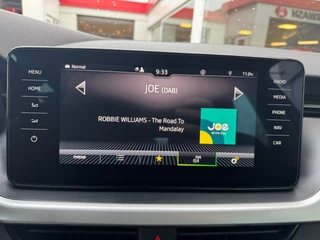 MENU
HOME
RADIO
MEDIA
PHONE
NAV
CAR
Normal
9:33
11.0°C
JOE (DAB)
ROBBIE WILLIAMS - The Road To
Mandalay
Joe